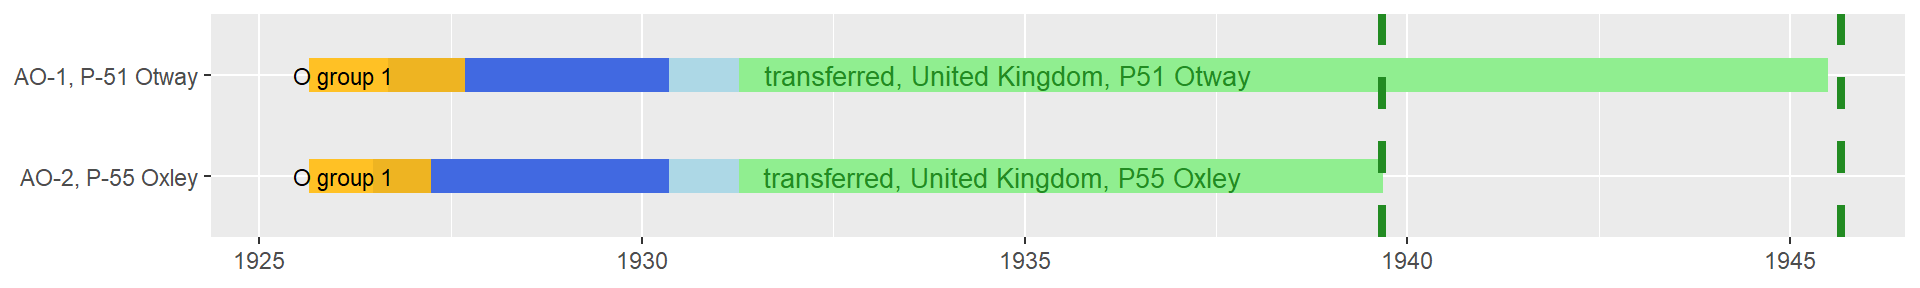 AO-1, P-51 Otway
O group 1
transferred, United Kingdom, P51 Otway
AO-2, P-55 Oxley
O group 1
transferred, United Kingdom, P55 Oxley
1925
1930
1935
1940
1945